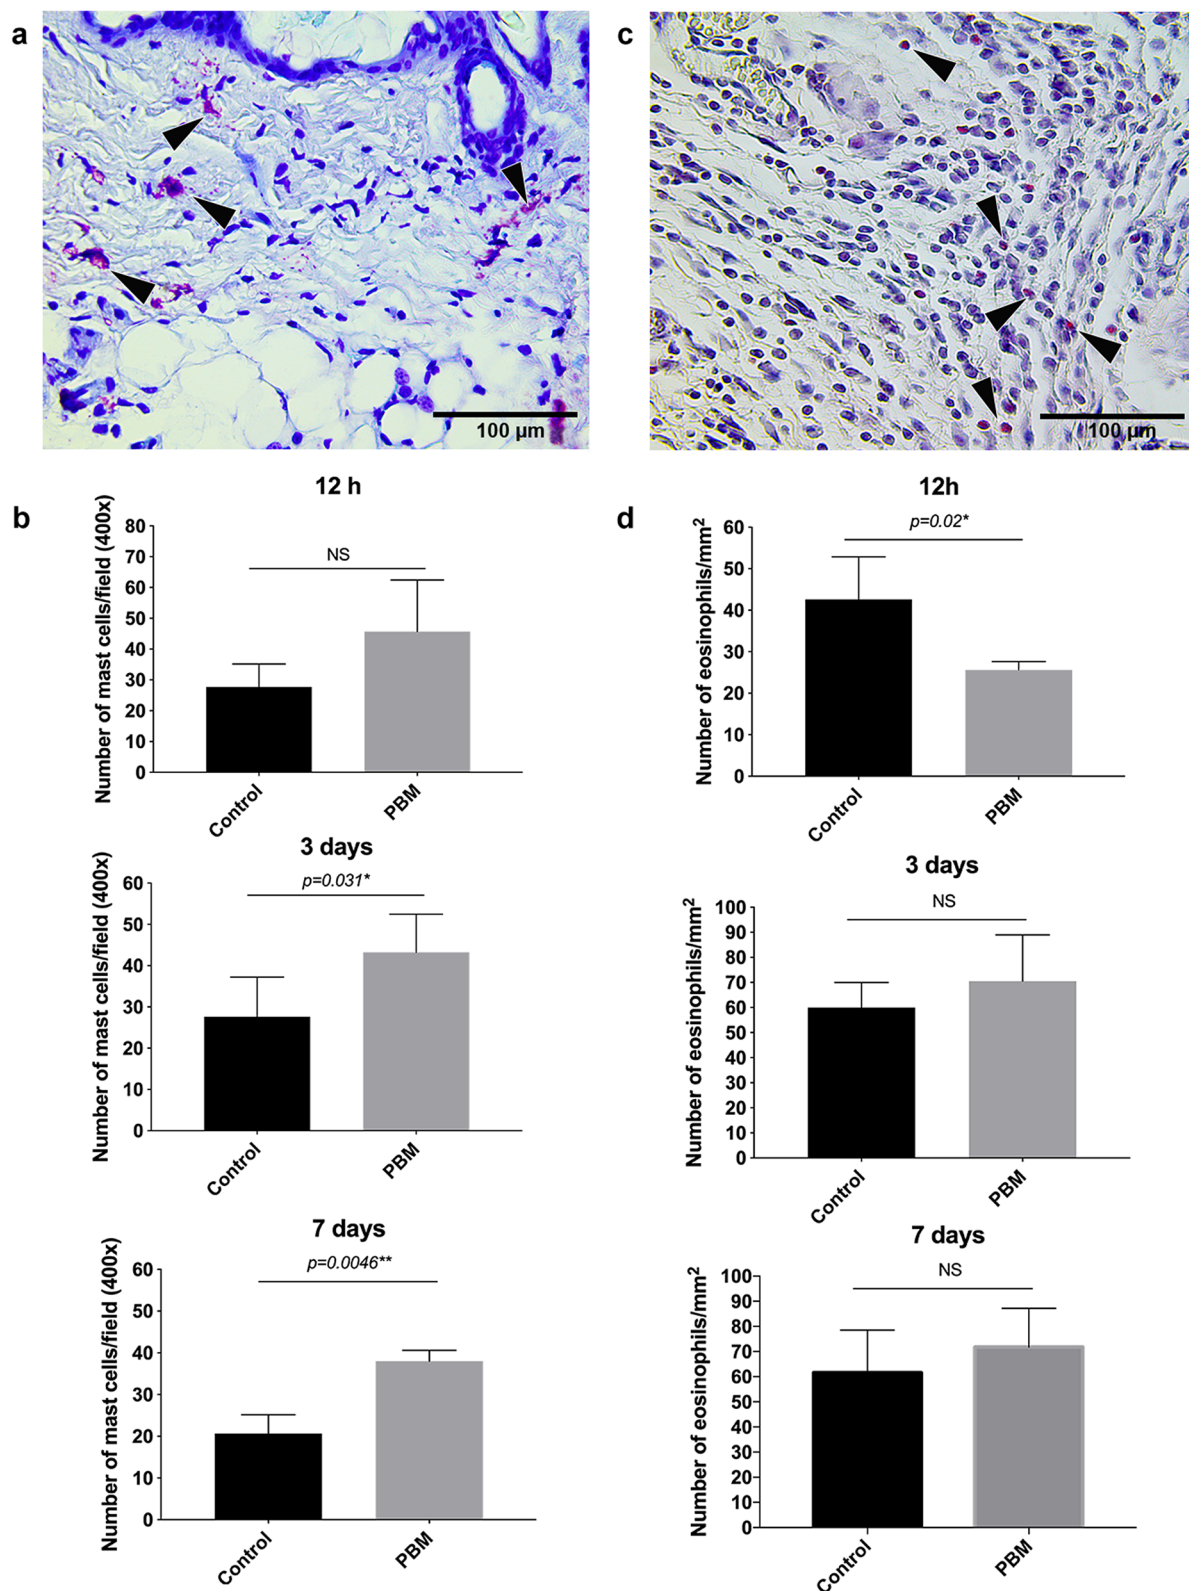 a
100 µm
c
100 µm
b
12 h
Number of mast cells/field (400x)
80
70
60
50
40
30
20
10
0
NS
Control
PBM
3 days
Number of mast cells/field (400x)
60
50
40
30
20
10
0
p=0.031*
Control
PBM
7 days
Number of mast cells/field (400x)
60
50
40
30
20
10
0
p=0.0046**
Control
PBM
d
12h
Number of eosinophils/mm²
60
50
40
30
20
10
0
p=0.02*
Control
PBM
3 days
Number of eosinophils/mm²
100
90
80
70
60
50
40
30
20
10
0
NS
Control
PBM
7 days
Number of eosinophils/mm²
100
90
80
70
60
50
40
30
20
10
0
NS
Control
PBM